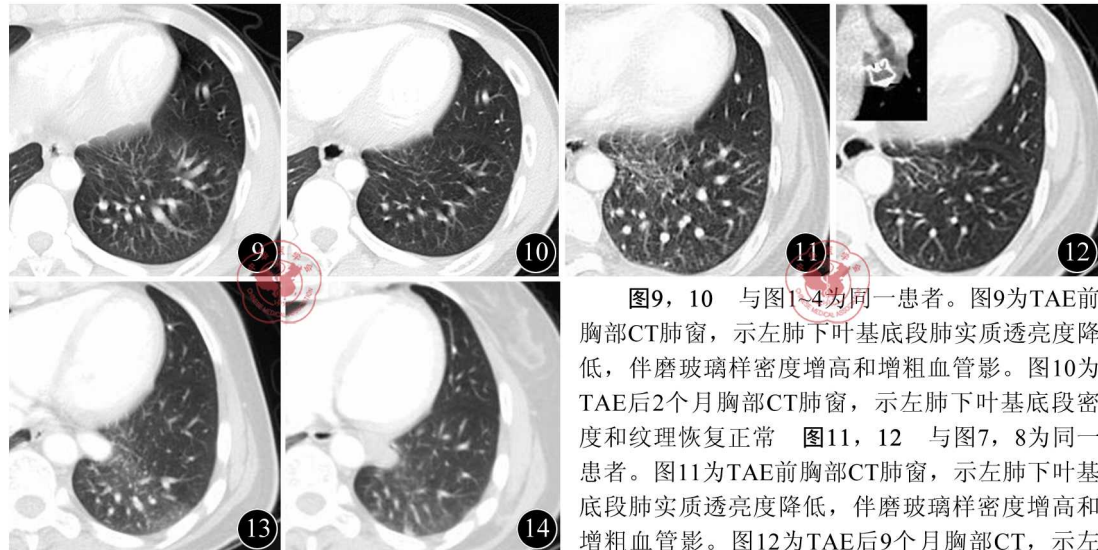 9
10
11
12
图9，10 与图1~4为同一患者。图9为TAE前
胸部CT肺窗，示左肺下叶基底段肺实质透亮度降
低，伴磨玻璃样密度增高和增粗血管影。图10为
TAE后2个月胸部CT肺窗，示左肺下叶基底段密
度和纹理恢复正常 图11，12 与图7，8为同一
患者。图11为TAE前胸部CT肺窗，示左肺下叶基
底段肺实质透亮度降低，伴磨玻璃样密度增高和
增粗血管影。图12为TAE后9个月胸部CT，示左
13
14